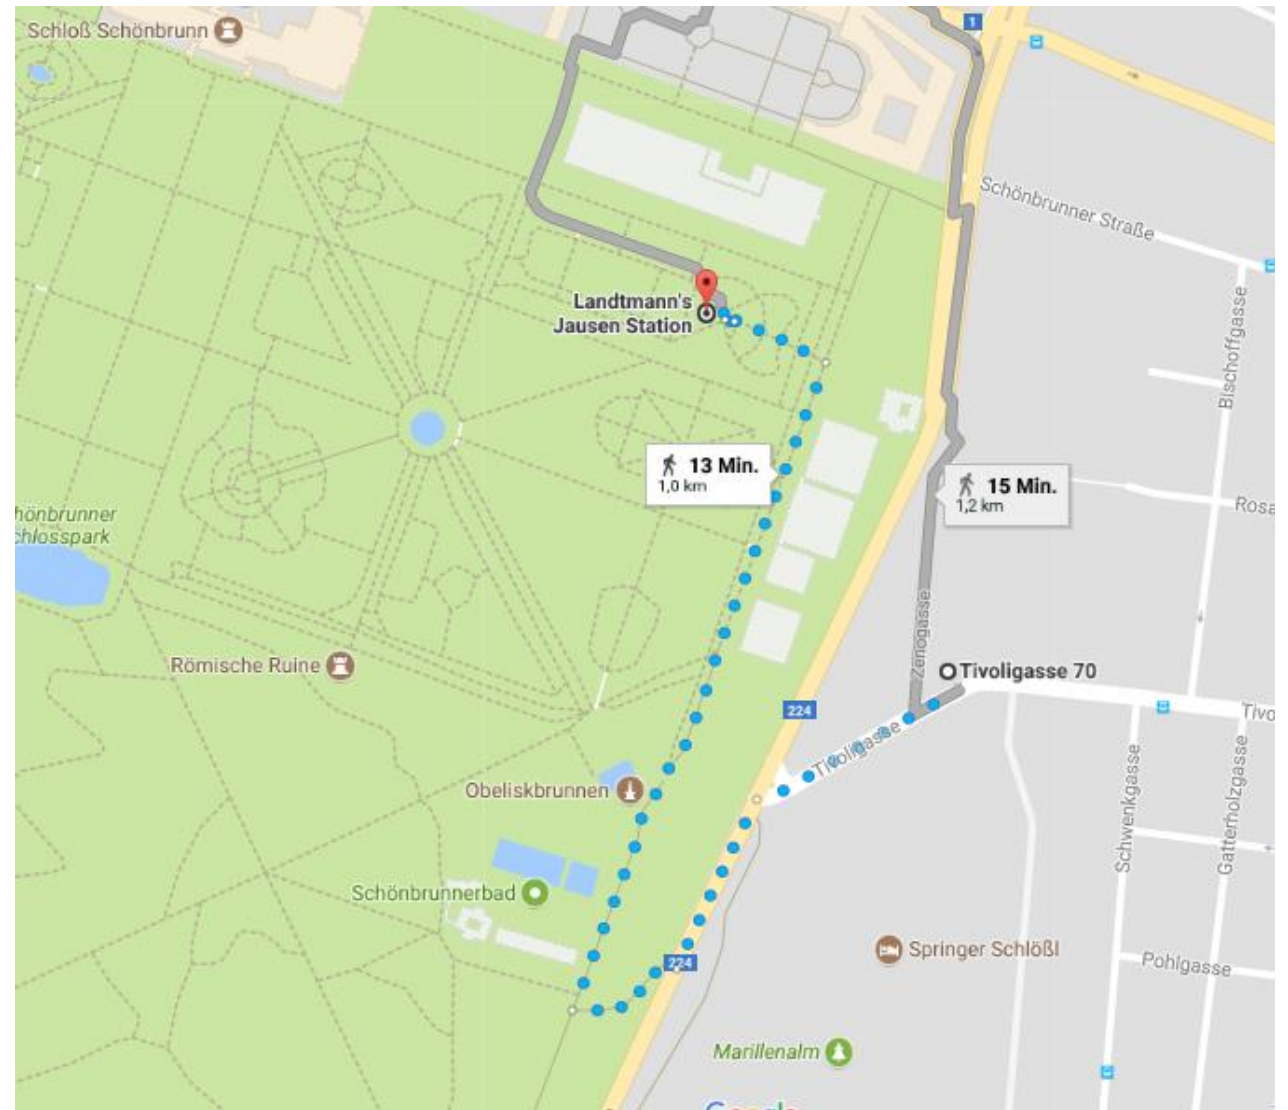 Schloß Schönbrunn
1
Schönbrunner Straße
Bischoffgasse
Landtmann's
Jausen Station
13 Min.
1,0 km
15 Min.
1,2 km
Rosa
hönbrunner
chlosspark
Zenogasse
Römische Ruine
Tivoligasse 70
224
Tivo
Tivoligasse
Obeliskbrunnen
Schwenkgasse
Gatterholzgasse
Schönbrunnerbad
224
Springer Schlößl
Pohlgasse
Marillenalm
Google